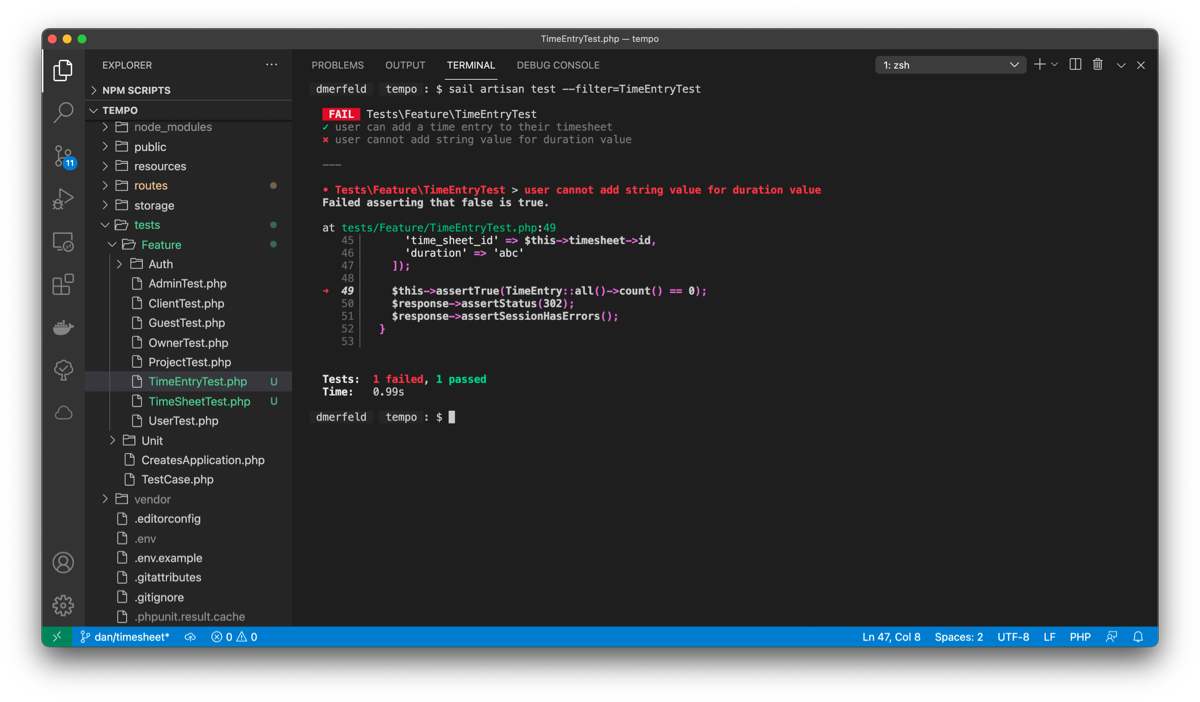 TimeEntryTest.php — tempo
EXPLORER ···
NPM SCRIPTS
TEMPO
node_modules
public
resources
routes
storage
tests
Feature
Auth
AdminTest.php
ClientTest.php
GuestTest.php
OwnerTest.php
ProjectTest.php
TimeEntryTest.php U
TimeSheetTest.php U
UserTest.php
Unit
CreatesApplication.php
TestCase.php
vendor
.editorconfig
.env
.env.example
.gitattributes
.gitignore
.phpunit.result.cache
11
PROBLEMS OUTPUT TERMINAL DEBUG CONSOLE 1: zsh
dmerfeld tempo : $ sail artisan test --filter=TimeEntryTest
FAIL Tests\Feature\TimeEntryTest
✓ user can add a time entry to their timesheet
✕ user cannot add string value for duration value
———
• Tests\Feature\TimeEntryTest > user cannot add string value for duration value
Failed asserting that false is true.
at tests/Feature/TimeEntryTest.php:49
45| 'time_sheet_id' => $this->timesheet->id,
46| 'duration' => 'abc'
47| ]);
48|
➜ 49| $this->assertTrue(TimeEntry::all()->count() == 0);
50| $response->assertStatus(302);
51| $response->assertSessionHasErrors();
52| }
53|
Tests: 1 failed, 1 passed
Time: 0.99s
dmerfeld tempo : $
dan/timesheet* 0 0 Ln 47, Col 8 Spaces: 2 UTF-8 LF PHP